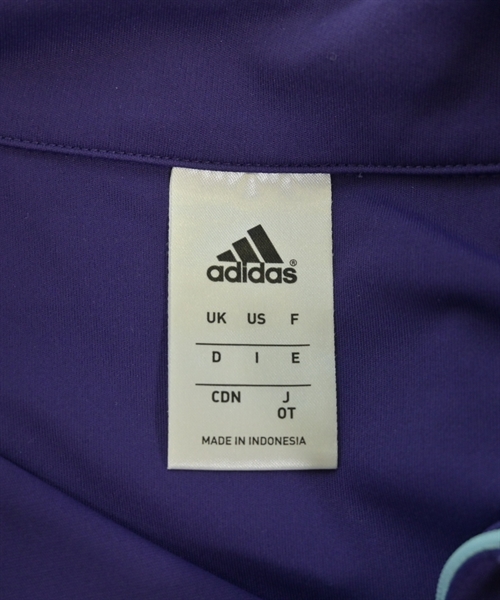 adidas®
UK US F
D I E
CDN J
OT
MADE IN INDONESIA